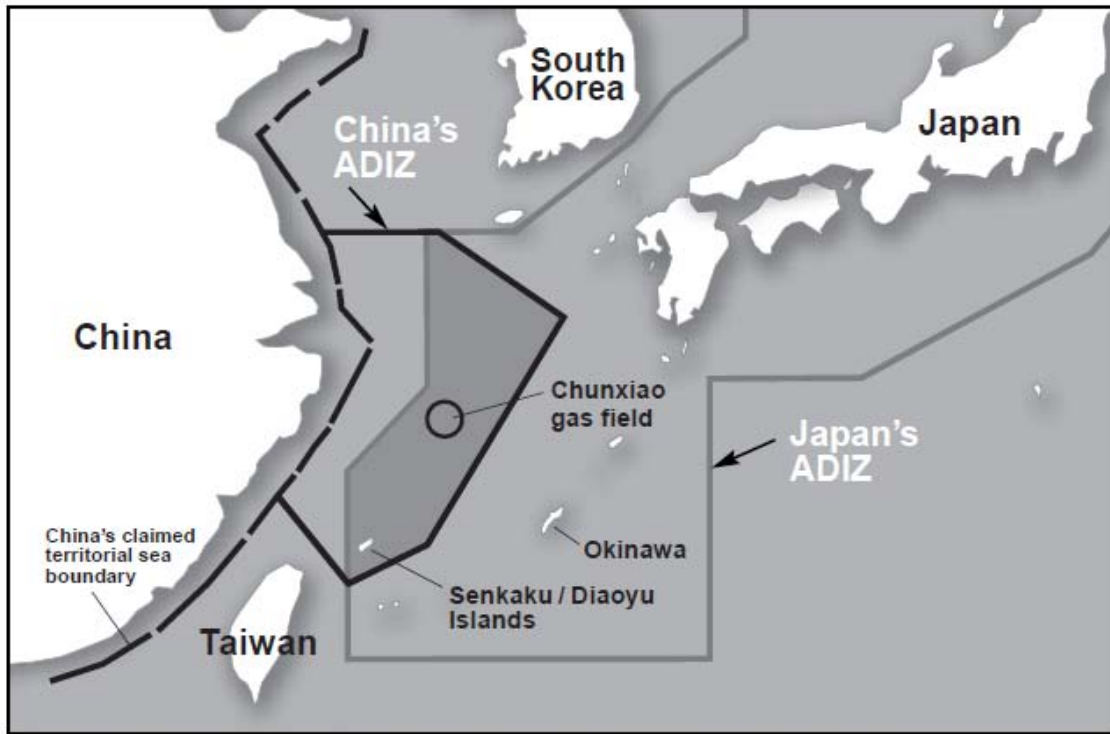 South
Korea
Japan
China's
ADIZ
China
Chunxiao
gas field
Japan's
ADIZ
China's claimed
territorial sea
boundary
Okinawa
Senkaku / Diaoyu
Islands
Taiwan